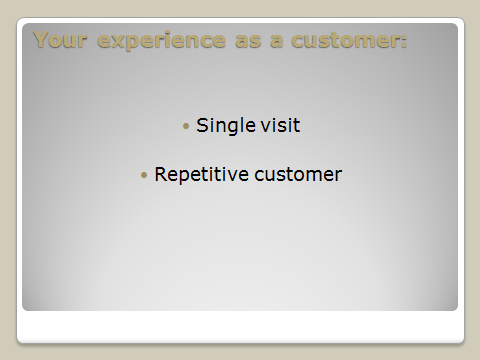 Your experience as a customer:
• Single visit
• Repetitive customer